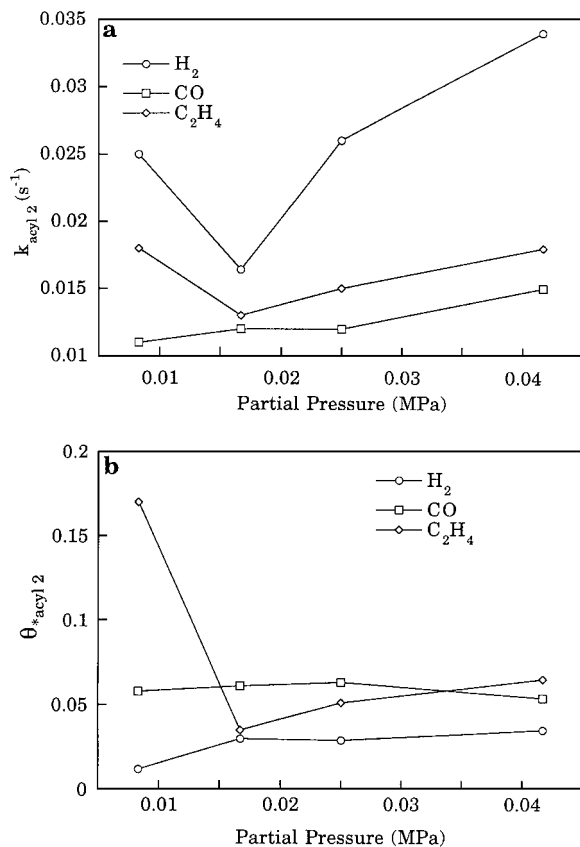 a
H₂
CO
C₂H₄
0.035
0.03
0.025
0.02
0.015
0.01
k_acyl 2 (s⁻¹)
0.01 0.02 0.03 0.04
Partial Pressure (MPa)
b
H₂
CO
C₂H₄
0.2
0.15
0.1
0.05
0
θ_*acyl 2
0.01 0.02 0.03 0.04
Partial Pressure (MPa)